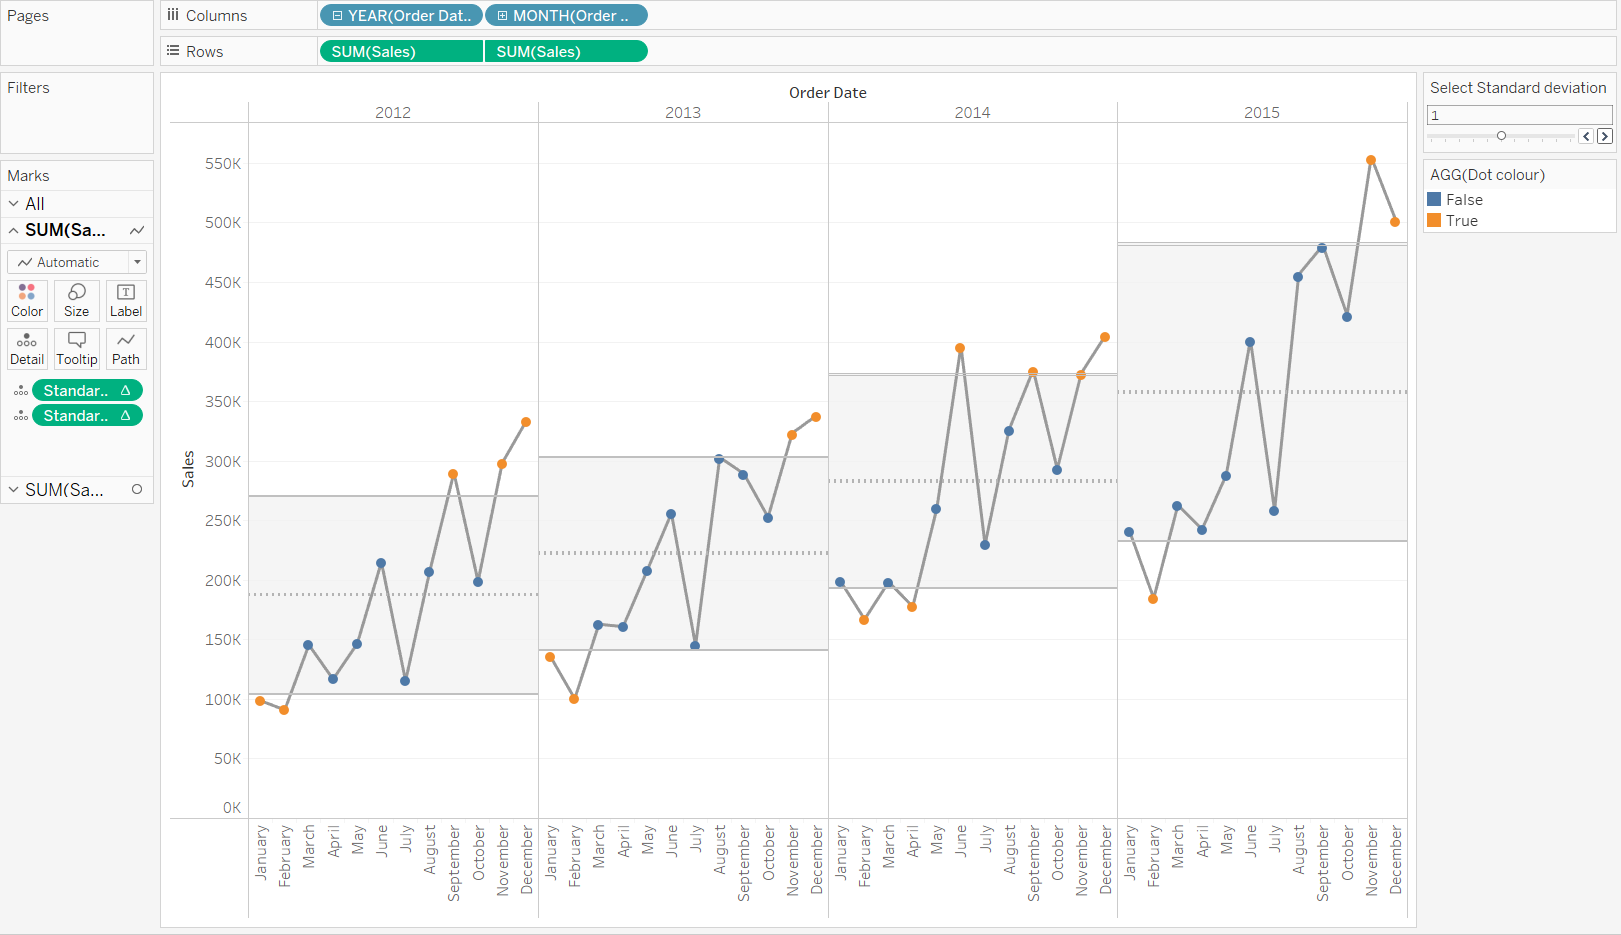 Pages
Columns
YEAR(Order Dat..
MONTH(Order ..
Rows
SUM(Sales)
SUM(Sales)
Filters
Marks
All
SUM(Sa...
Automatic
Color
Size
Label
Detail
Tooltip
Path
Standar.. Δ
Standar.. Δ
SUM(Sa...
Order Date
2012
2013
2014
2015
Sales
550K
500K
450K
400K
350K
300K
250K
200K
150K
100K
50K
0K
January
February
March
April
May
June
July
August
September
October
November
December
January
February
March
April
May
June
July
August
September
October
November
December
January
February
March
April
May
June
July
August
September
October
November
December
January
February
March
April
May
June
July
August
September
October
November
December
Select Standard deviation
1
AGG(Dot colour)
False
True